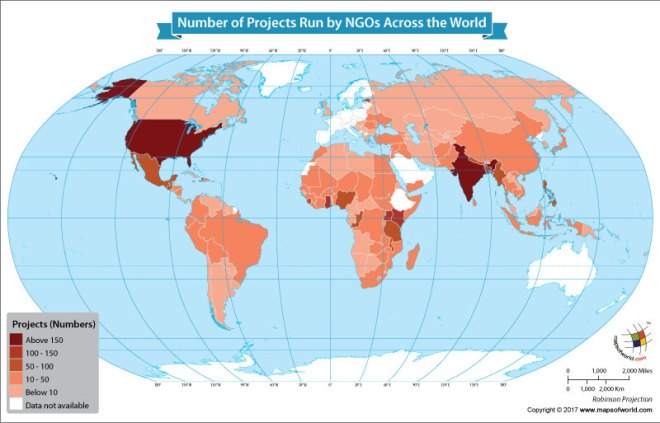 Number of Projects Run by NGOs Across the World
Projects (Numbers)
Above 150
100 - 150
50 - 100
10 - 50
Below 10
Data not available
mapsofworld.com
0 1,000 2,000 Miles
0 1,000 2,000 Km
Robinson Projection
Copyright © 2017 www.mapsofworld.com